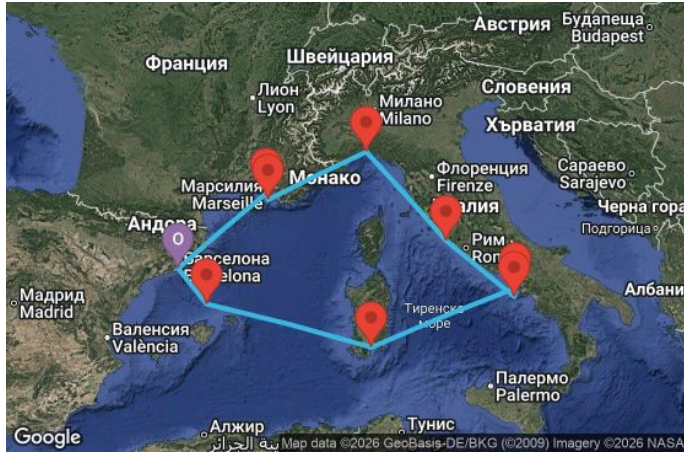 Австрия
Будапеща
Budapest
Франция
Швейцария
Словения
Лион
Lyon
Милано
Milano
Хърватия
Флоренция
Firenze
Сараево
Sarajevo
Монако
Марсилия
Marseille
Андора
Черна гора
Подгорица
O
Рим
Барселона
Мадрид
Madrid
Албани
Тиренско
море
Валенсия
València
Палермо
Palermo
Алжир
Тунис
Google
Map data ©2026 GeoBasis-DE/BKG (©2009) Imagery ©2026 NASA